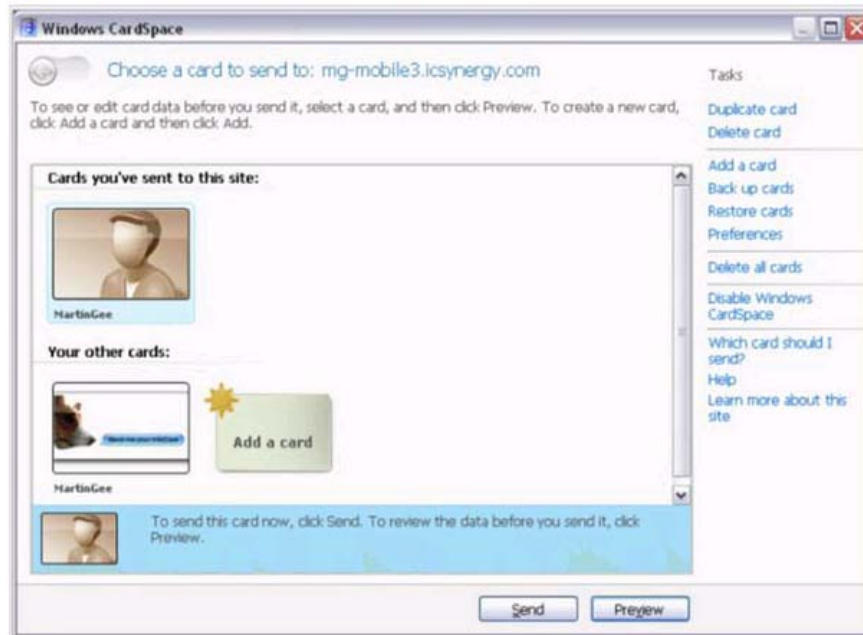 Windows CardSpace
Choose a card to send to: mg-mobile3.icsynergy.com
To see or edit card data before you send it, select a card, and then click Preview. To create a new card,
click Add a card and then click Add.
Cards you've sent to this site:
MartinGee
Your other cards:
Add a card
MartinGee
To send this card now, click Send. To review the data before you send it, click
Preview.
Send
Preview
Tasks
Duplicate card
Delete card
Add a card
Back up cards
Restore cards
Preferences
Delete all cards
Disable Windows
CardSpace
Which card should I
send?
Help
Learn more about this
site